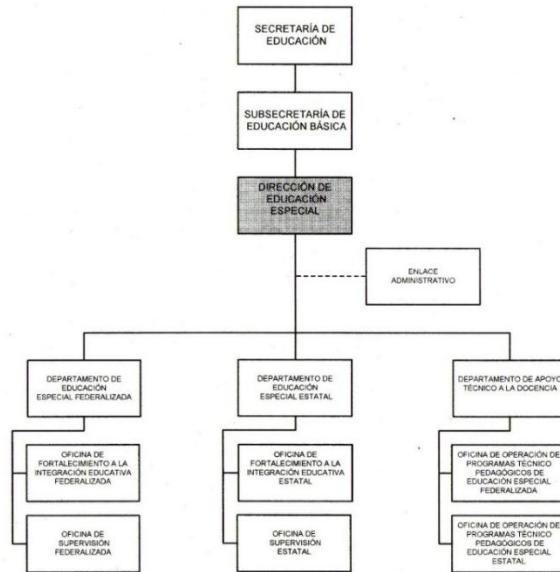 SECRETARÍA DE
EDUCACIÓN
SUBSECRETARÍA DE
EDUCACIÓN BÁSICA
DIRECCIÓN DE
EDUCACIÓN
ESPECIAL
ENLACE
ADMINISTRATIVO
DEPARTAMENTO DE
EDUCACIÓN
ESPECIAL FEDERALIZADA
DEPARTAMENTO DE
EDUCACIÓN
ESPECIAL ESTATAL
DEPARTAMENTO DE APOYO
TÉCNICO A LA DOCENCIA
OFICINA DE
FORTALECIMIENTO A LA
INTEGRACIÓN EDUCATIVA
FEDERALIZADA
OFICINA DE
FORTALECIMIENTO A LA
INTEGRACIÓN EDUCATIVA
ESTATAL
OFICINA DE OPERACIÓN DE
PROGRAMAS TÉCNICO
PEDAGÓGICOS DE
EDUCACIÓN ESPECIAL
FEDERALIZADA
OFICINA DE
SUPERVISIÓN
FEDERALIZADA
OFICINA DE
SUPERVISIÓN
ESTATAL
OFICINA DE OPERACIÓN DE
PROGRAMAS TÉCNICO
PEDAGÓGICOS DE
EDUCACIÓN ESPECIAL
ESTATAL